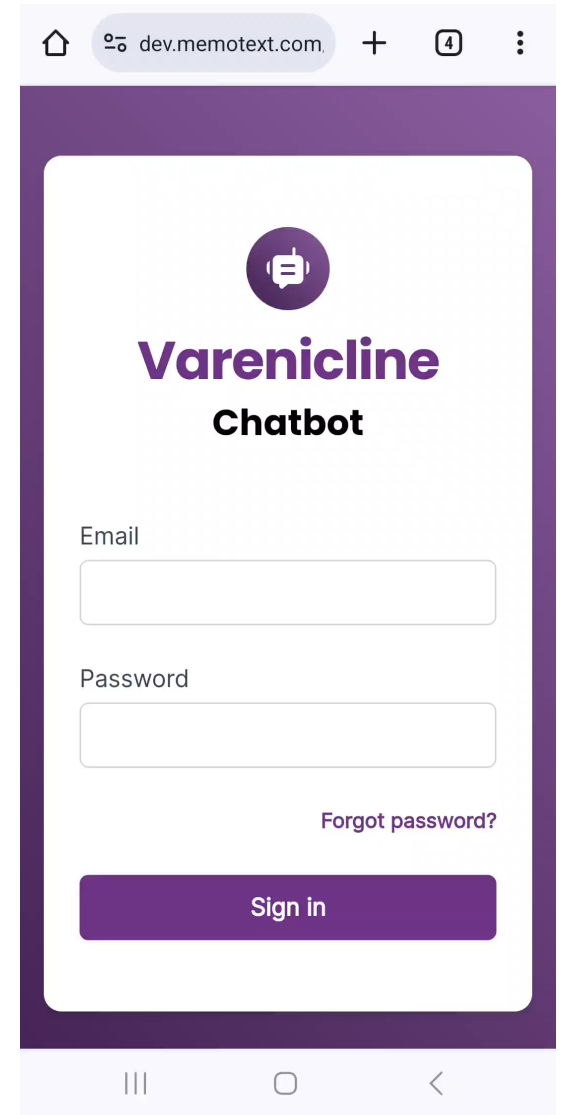 dev.memotext.com
4
Varenicline
Chatbot
Email
Password
Forgot password?
Sign in